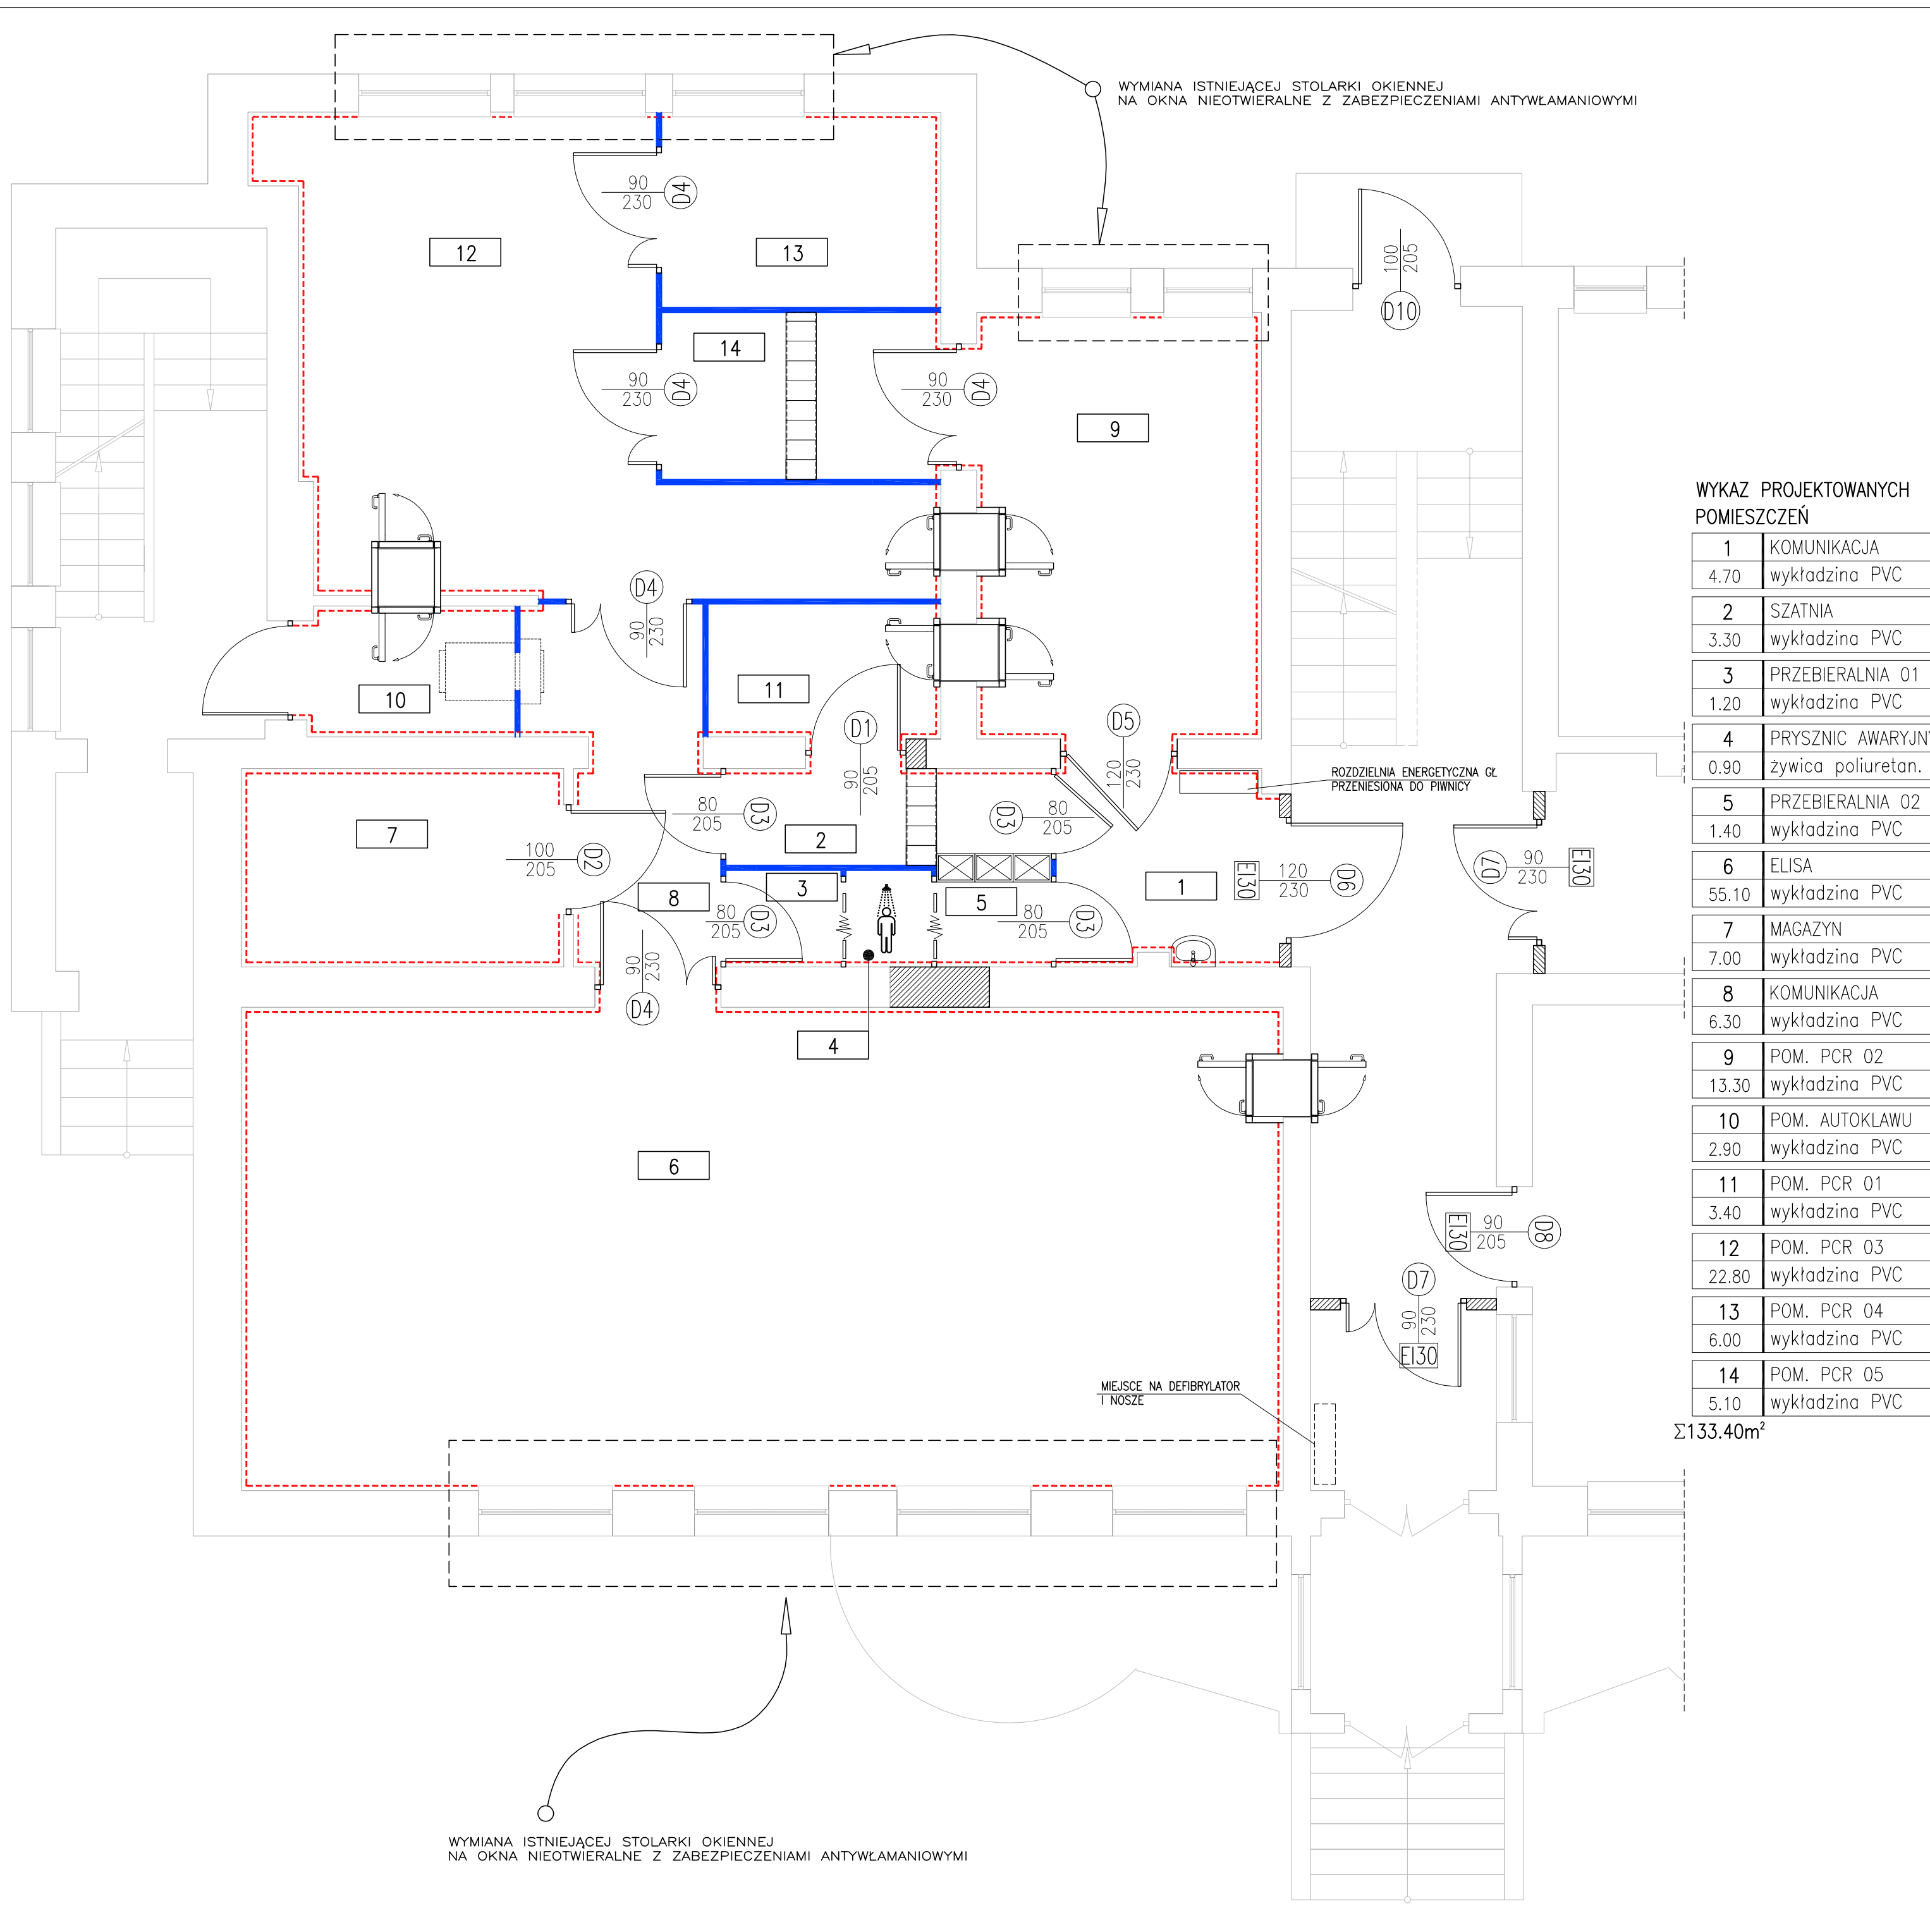 WYMIANA ISTNIEJĄCEJ STOLARKI OKIENNEJ
NA OKNA NIEOTWIERALNE Z ZABEZPIECZENIAMI ANTYWŁAMANIOWYMI
90
230
D4
12
13
100
205
D10
14
90
230
D4
90
230
D4
9
D4
90
230
10
11
D1
90
205
D5
120
230
ROZDZIELNIA ENERGETYCZNA GŁ.
PRZENIESIONA DO PIWNICY
7
80
205
D3
2
D3
80
205
100
205
D2
8
3
80
205
D3
5
80
205
D3
1
EI30
120
230
D6
D7
90
230
EI30
90
230
D4
4
6
EI30
90
205
D8
D7
90
230
EI30
MIEJSCE NA DEFIBRYLATOR
I NOSZE
WYMIANA ISTNIEJĄCEJ STOLARKI OKIENNEJ
NA OKNA NIEOTWIERALNE Z ZABEZPIECZENIAMI ANTYWŁAMANIOWYMI
WYKAZ PROJEKTOWANYCH
POMIESZCZEŃ
1 KOMUNIKACJA
4.70 wykładzina PVC
2 SZATNIA
3.30 wykładzina PVC
3 PRZEBIERALNIA 01
1.20 wykładzina PVC
4 PRYSZNIC AWARYJNY
0.90 żywica poliuretan.
5 PRZEBIERALNIA 02
1.40 wykładzina PVC
6 ELISA
55.10 wykładzina PVC
7 MAGAZYN
7.00 wykładzina PVC
8 KOMUNIKACJA
6.30 wykładzina PVC
9 POM. PCR 02
13.30 wykładzina PVC
10 POM. AUTOKLAWU
2.90 wykładzina PVC
11 POM. PCR 01
3.40 wykładzina PVC
12 POM. PCR 03
22.80 wykładzina PVC
13 POM. PCR 04
6.00 wykładzina PVC
14 POM. PCR 05
5.10 wykładzina PVC
Σ133.40m²